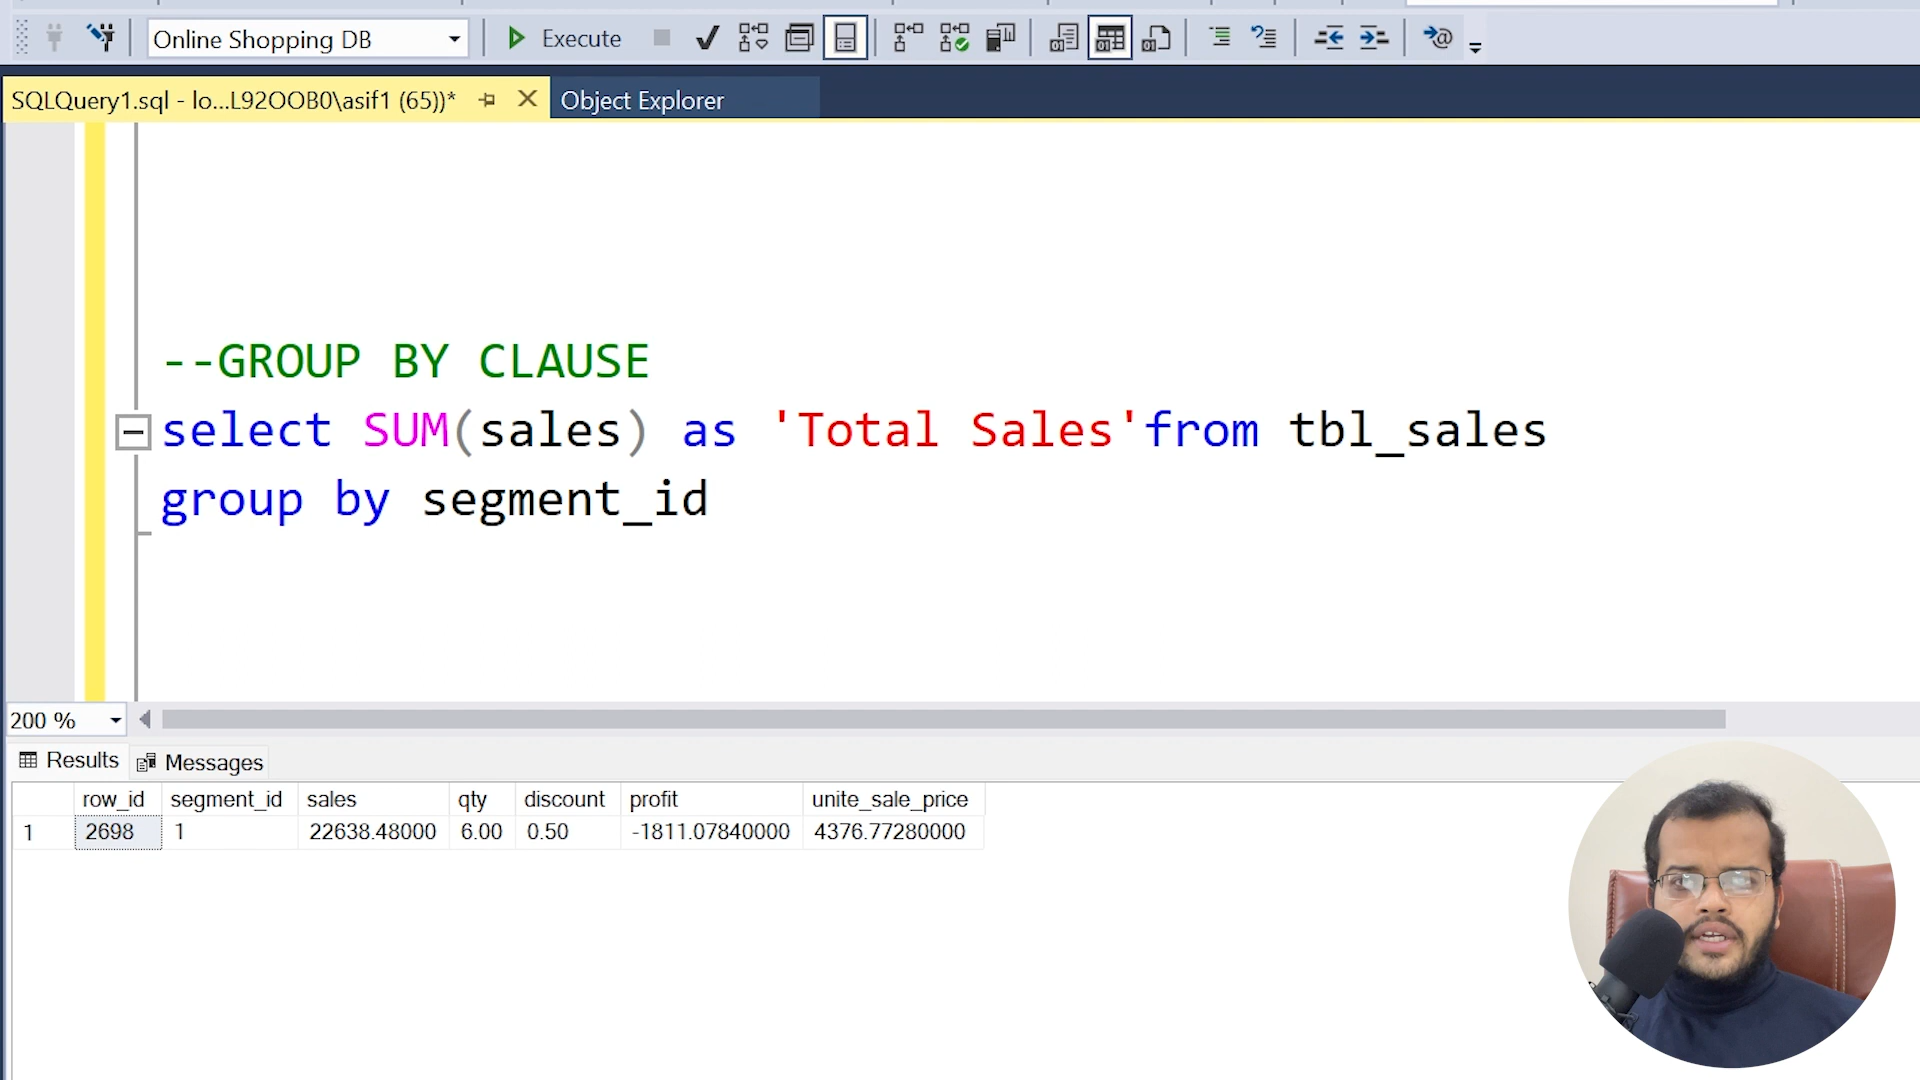 Online Shopping DB Execute
SQLQuery1.sql - lo...L92OOB0\asif1 (65))* Object Explorer
--GROUP BY CLAUSE
select SUM(sales) as 'Total Sales'from tbl_sales
group by segment_id
200 %
Results Messages
row_id segment_id sales qty discount profit unite_sale_price
1 2698 1 22638.48000 6.00 0.50 -1811.07840000 4376.77280000